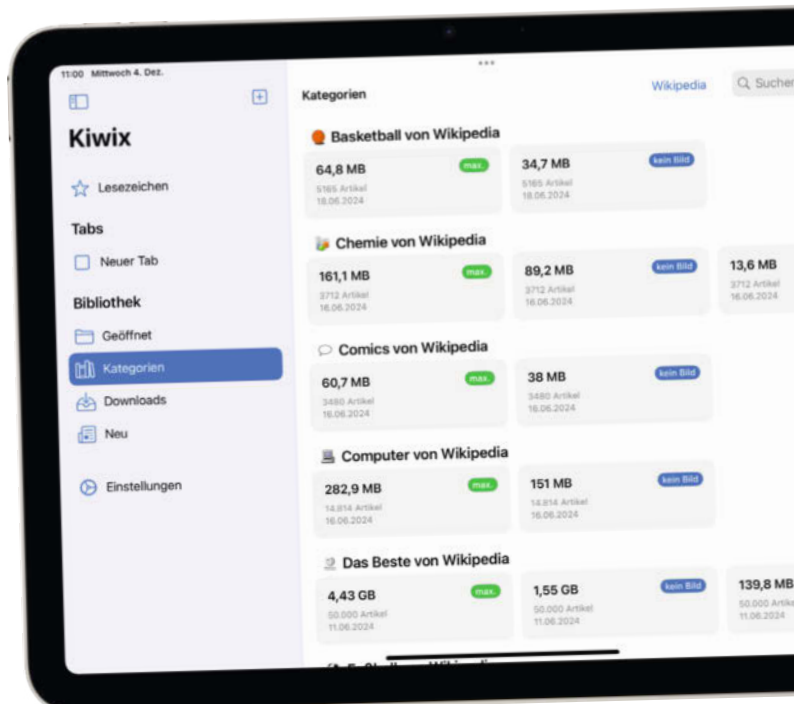 11:00 Mittwoch 4. Dez.
Kiwix
Lesezeichen
Tabs
Neuer Tab
Bibliothek
Geöffnet
Kategorien
Downloads
Neu
Einstellungen
Kategorien
Wikipedia
Suchen
Basketball von Wikipedia
64,8 MB max.
5165 Artikel
18.06.2024
34,7 MB kein Bild
5165 Artikel
18.06.2024
Chemie von Wikipedia
161,1 MB max.
3712 Artikel
16.06.2024
89,2 MB kein Bild
3712 Artikel
16.06.2024
13,6 MB
3712 Artikel
16.06.2024
Comics von Wikipedia
60,7 MB max.
3480 Artikel
16.06.2024
38 MB kein Bild
3480 Artikel
16.06.2024
Computer von Wikipedia
282,9 MB max.
14.814 Artikel
16.06.2024
151 MB kein Bild
14.814 Artikel
16.06.2024
Das Beste von Wikipedia
4,43 GB max.
50.000 Artikel
11.06.2024
1,55 GB kein Bild
50.000 Artikel
11.06.2024
139,8 MB
50.000 Artike
11.06.2024